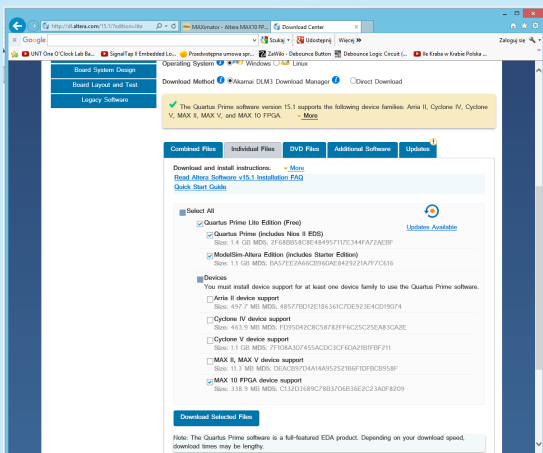 http://dl.altera.com/15.1/?edition=lite
MAXimator - Altera MAX10 FP...
Download Center
Google
Szukaj
Udostępnij
Więcej »
Zaloguj się
UNT One O'Clock Lab Ba...
SignalTap II Embedded Lo...
Przedwstępna umowa spr...
ZaWiki - Debounce Button
Debounce Logic Circuit (...
Ile Kraba w Krabie Polska ...
Board System Design
Board Layout and Test
Legacy Software
Operating System Windows Linux
Download Method Akamai DLM3 Download Manager Direct Download
The Quartus Prime software version 15.1 supports the following device families: Arria II, Cyclone IV, Cyclone
V, MAX II, MAX V, and MAX 10 FPGA. More
Combined Files
Individual Files
DVD Files
Additional Software
Updates
Download and install instructions: More
Read Altera Software v15.1 Installation FAQ
Quick Start Guide
Select All
Updates Available
Quartus Prime Lite Edition (Free)
Quartus Prime (includes Nios II EDS)
Size: 1.4 GB MD5: 2F68BB58C8E484957117E344FA72AEBF
ModelSim-Altera Edition (includes Starter Edition)
Size: 1.1 GB MD5: BA57EE2A66CB960AE8429221A7F7C616
Devices
You must install device support for at least one device family to use the Quartus Prime software.
Arria II device support
Size: 497.7 MB MD5: 48577BD12E186361C7DE923E4CD19074
Cyclone IV device support
Size: 463.9 MB MD5: FD95042C8C58782FF6C25C25EA83CA2E
Cyclone V device support
Size: 1.1 GB MD5: 7F108A307455ACDC3CF6DA21B1FBF211
MAX II, MAX V device support
Size: 11.3 MB MD5: DEACB97D4A14A952521B6F1DFBCB958F
MAX 10 FPGA device support
Size: 338.9 MB MD5: C132D3689C78B37D6B36E2C23A0F8209
Download Selected Files
Note: The Quartus Prime software is a full-featured EDA product. Depending on your download speed,
download times may be lengthy.